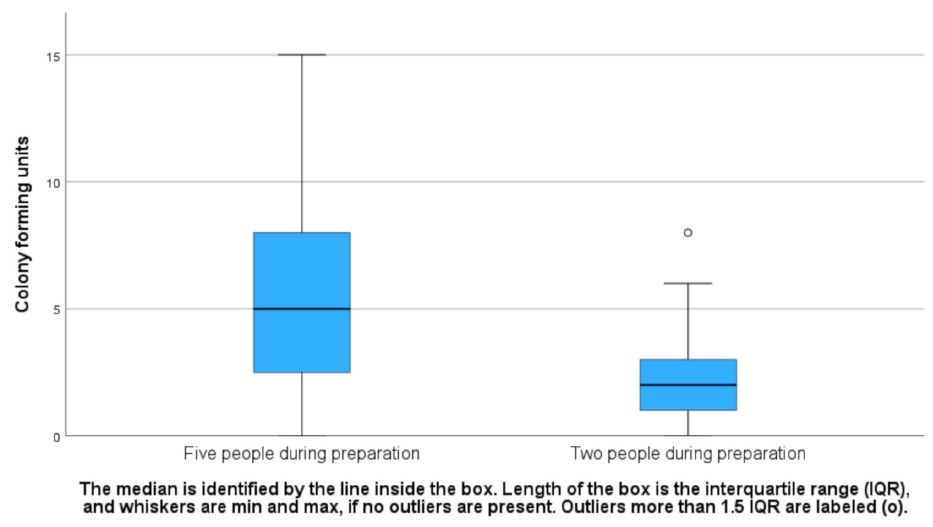 15
10
5
0
Colony forming units
Five people during preparation
Two people during preparation
The median is identified by the line inside the box. Length of the box is the interquartile range (IQR),
and whiskers are min and max, if no outliers are present. Outliers more than 1.5 IQR are labeled (o).